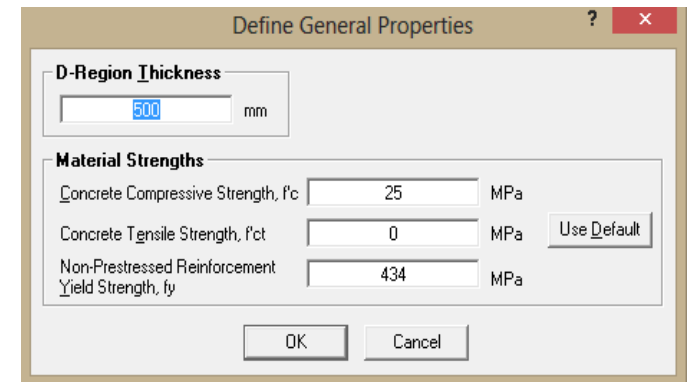 Define General Properties ? ×
D-Region Thickness
500 mm
Material Strengths
Concrete Compressive Strength, f'c 25 MPa
Concrete Tensile Strength, f'ct 0 MPa Use Default
Non-Prestressed Reinforcement
Yield Strength, fy 434 MPa
OK Cancel